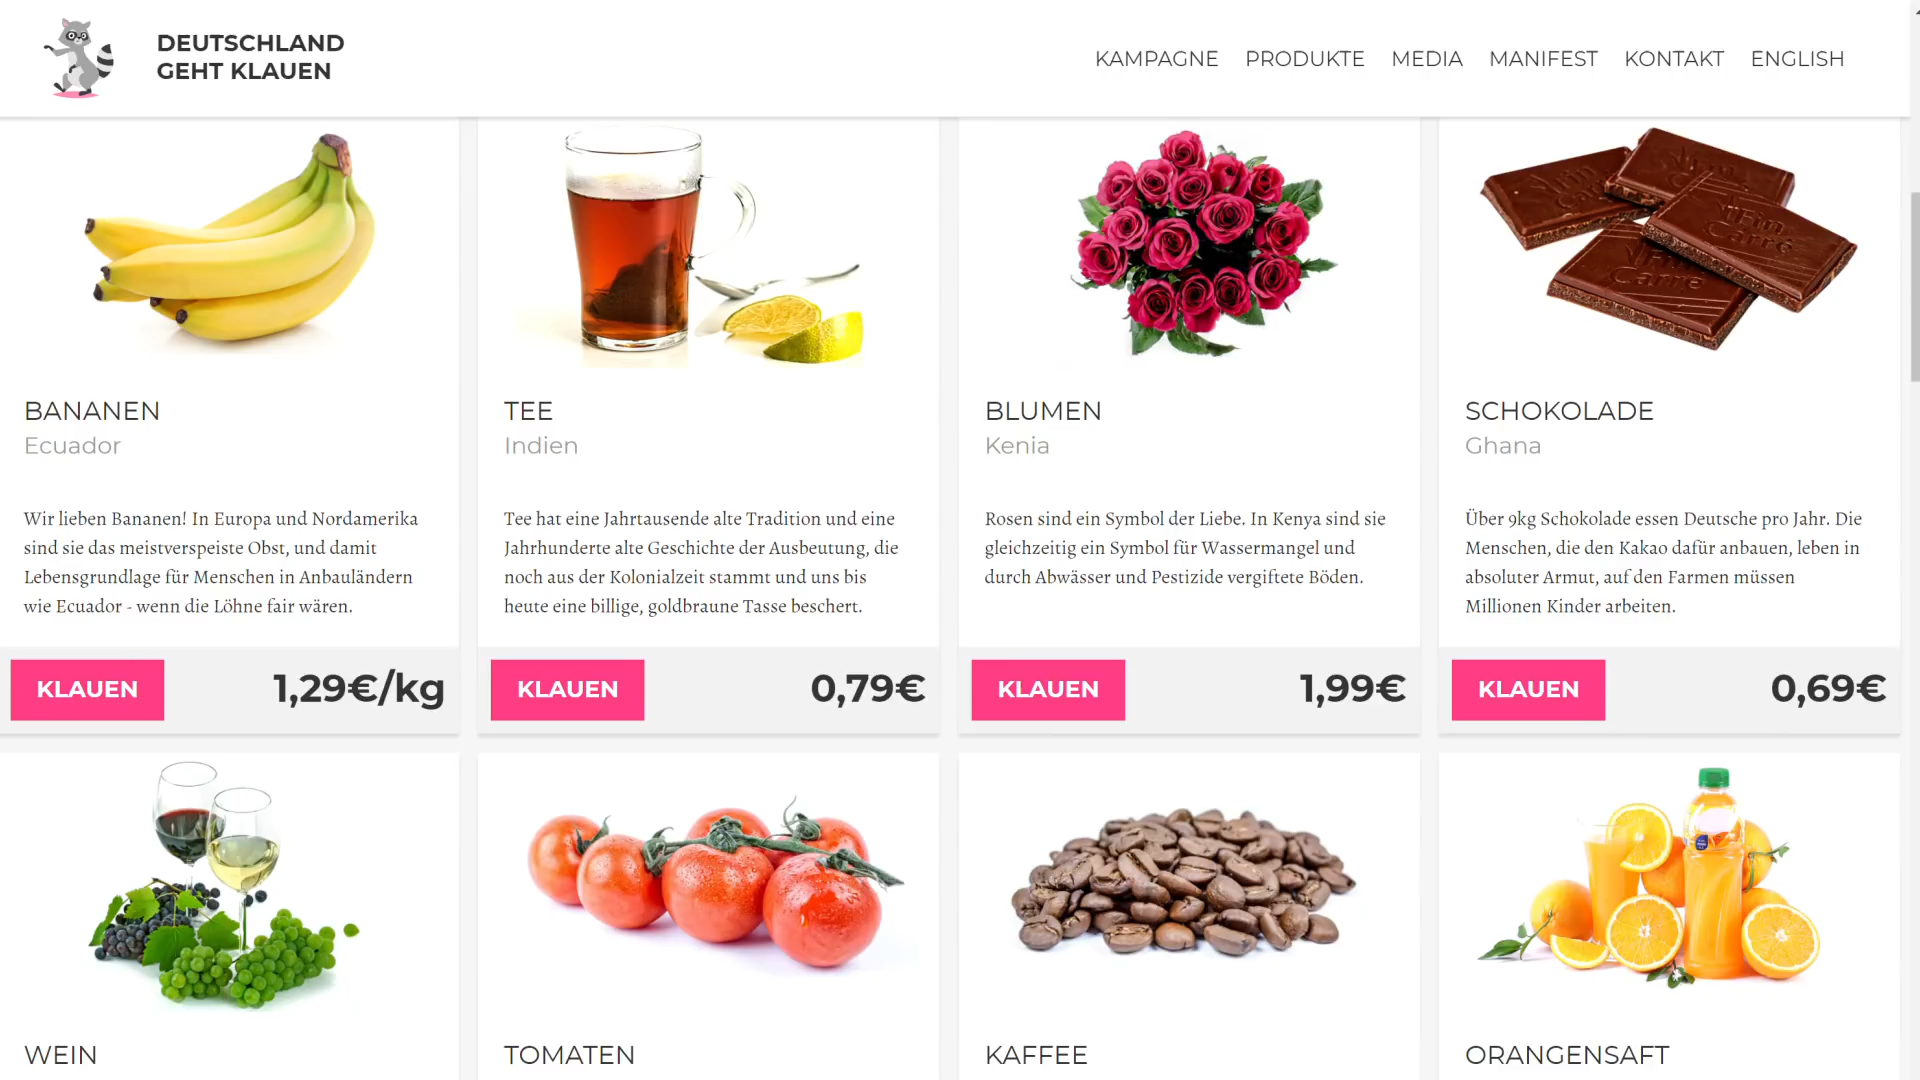 DEUTSCHLAND
GEHT KLAUEN
KAMPAGNE PRODUKTE MEDIA MANIFEST KONTAKT ENGLISH
Fin
Carré
Fin
Carré
BANANEN
Ecuador
Wir lieben Bananen! In Europa und Nordamerika
sind sie das meistverspeiste Obst, und damit
Lebensgrundlage für Menschen in Anbauländern
wie Ecuador - wenn die Löhne fair wären.
KLAUEN 1,29€/kg
TEE
Indien
Tee hat eine Jahrtausende alte Tradition und eine
Jahrhunderte alte Geschichte der Ausbeutung, die
noch aus der Kolonialzeit stammt und uns bis
heute eine billige, goldbraune Tasse beschert.
KLAUEN 0,79€
BLUMEN
Kenia
Rosen sind ein Symbol der Liebe. In Kenya sind sie
gleichzeitig ein Symbol für Wassermangel und
durch Abwässer und Pestizide vergiftete Böden.
KLAUEN 1,99€
SCHOKOLADE
Ghana
Über 9kg Schokolade essen Deutsche pro Jahr. Die
Menschen, die den Kakao dafür anbauen, leben in
absoluter Armut, auf den Farmen müssen
Millionen Kinder arbeiten.
KLAUEN 0,69€
WEIN
TOMATEN
KAFFEE
ORANGENSAFT